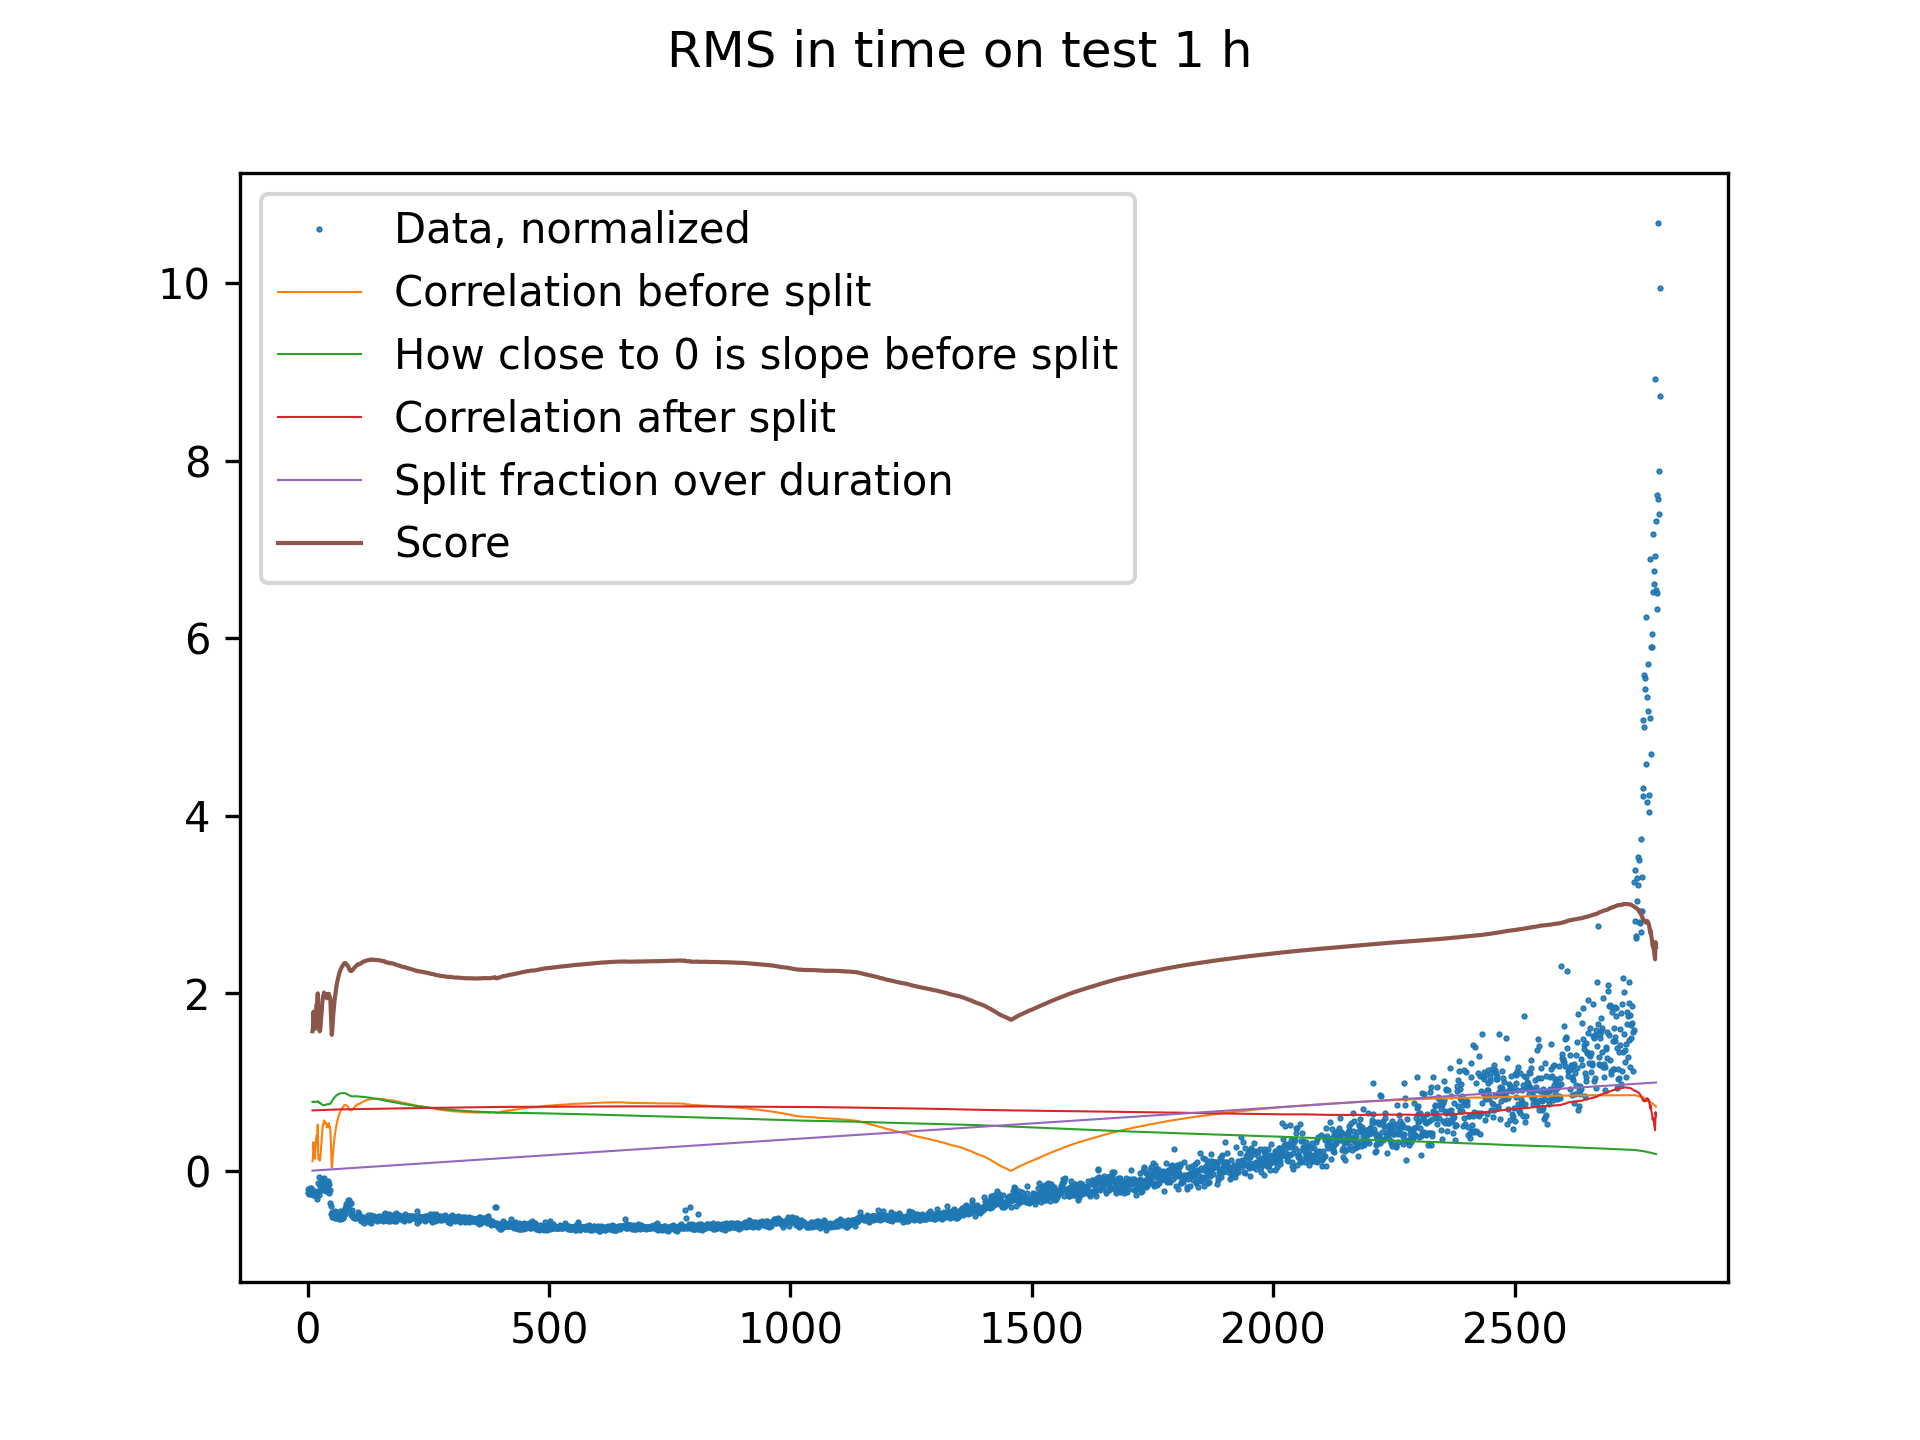 RMS in time on test 1 h
Data, normalized
Correlation before split
How close to 0 is slope before split
Correlation after split
Split fraction over duration
Score
10
8
6
4
2
0
0 500 1000 1500 2000 2500